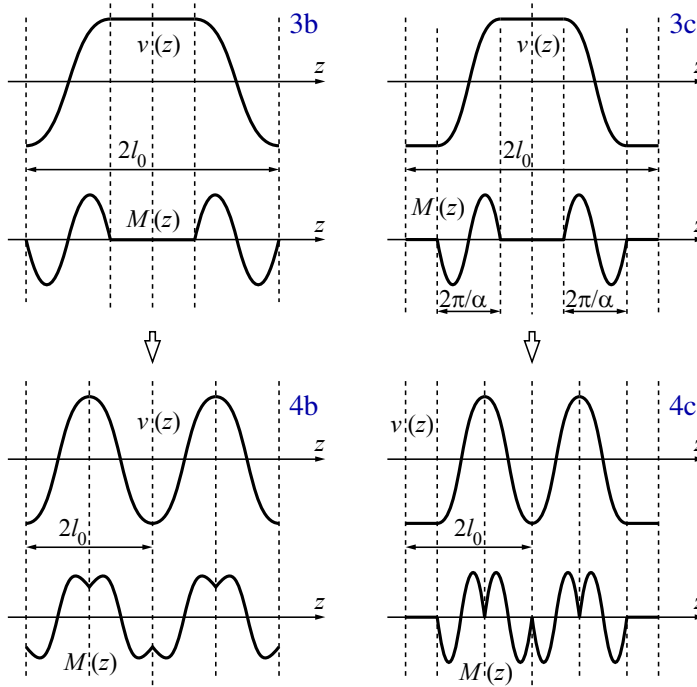 3b
v(z)
z
2l₀
M(z)
z
3c
v(z)
z
2l₀
M(z)
z
2π/α
2π/α
4b
v(z)
z
2l₀
z
M(z)
4c
v(z)
z
2l₀
z
M(z)